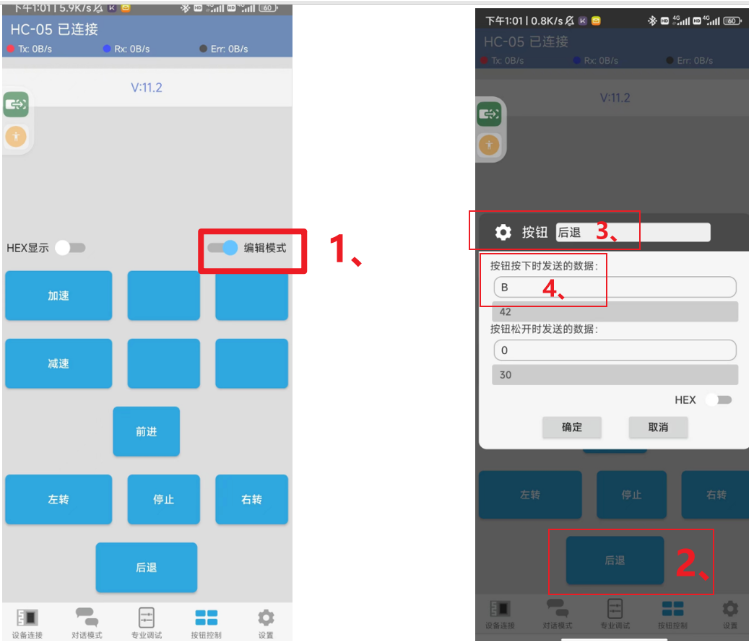 下午1:01 | 5.9K/s
HC-05 已连接
Tx: 0B/s Rx: 0B/s Err: 0B/s
V:11.2
HEX显示 编辑模式
1、
加速
减速
前进
左转 停止 右转
后退
设备连接 对话模式 专业调试 按钮控制 设置
下午1:01 | 0.8K/s
HC-05 已连接
Tx: 0B/s Rx: 0B/s Err: 0B/s
V:11.2
按钮 后退 3、
按钮按下时发送的数据:
B 4、
42
按钮松开时发送的数据:
0
30
HEX
确定 取消
左转 停止 右转
后退 2、
设备连接 对话模式 专业调试 按钮控制 设置